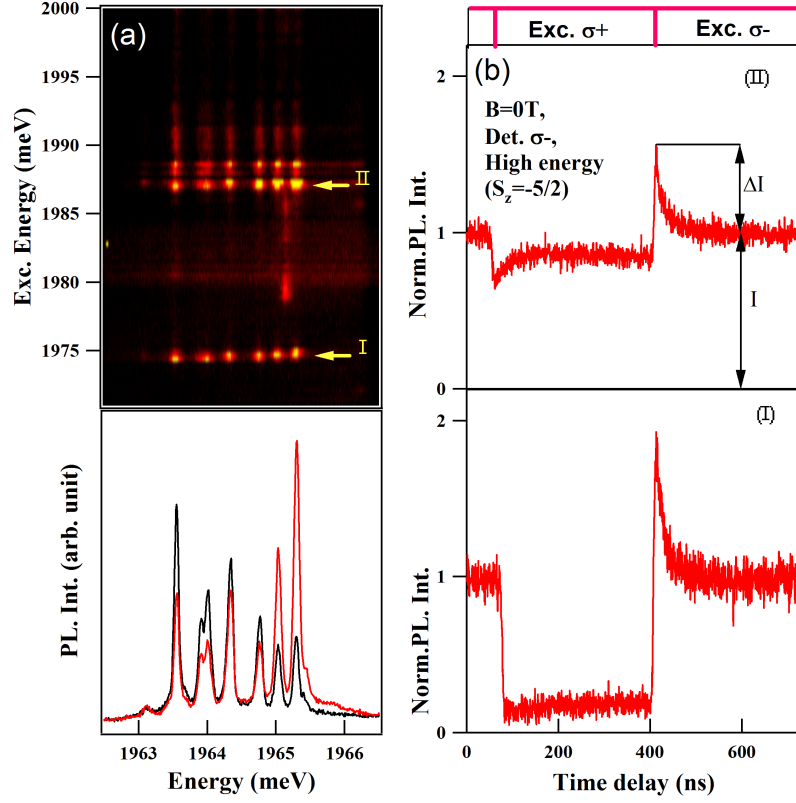 (a)
2000
1995
1990
1985
1980
1975
Exc. Energy (meV)
II
I
PL. Int. (arb. unit)
1963
1964
1965
1966
Energy (meV)
Exc. σ+
Exc. σ-
(b)
(II)
B=0T,
Det. σ-,
High energy
(S_z=-5/2)
ΔI
I
2
1
0
Norm.PL. Int.
(I)
2
1
0
Norm.PL. Int.
0
200
400
600
Time delay (ns)